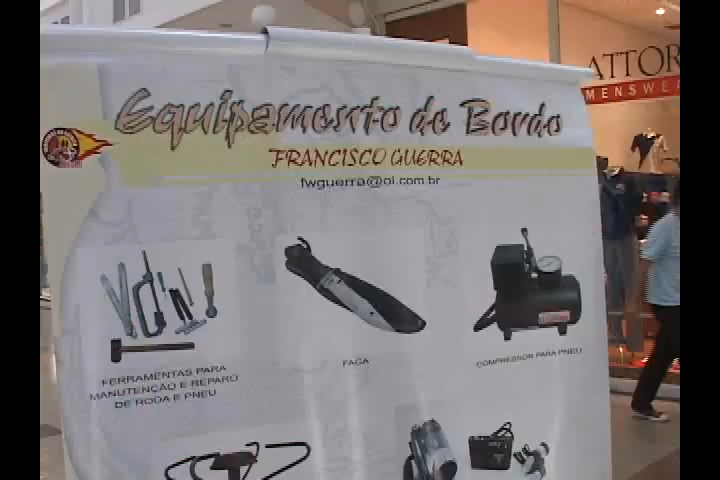 Equipamento de Bordo
FRANCISCO GUERRA
fwguerra@oi.com.br
ATTOR
MENSWEA
FERRAMENTAS PARA
MANUTENÇÃO E REPARO
DE RODA E PNEU
FACA
COMPRESSOR PARA PNEU